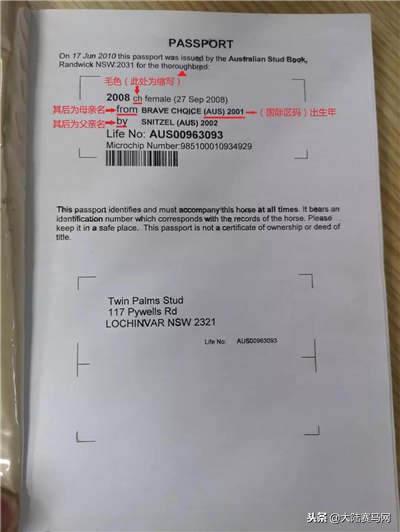 PASSPORT
On 17 Jun 2010 this passport was issued by the Australian Stud Book,
Randwick NSW 2031 for the thoroughbred:
毛色（此处为缩写）
2008 ch female (27 Sep 2008)
其后为母亲名 from BRAVE CHOICE (AUS) 2001 （国际区码）出生年
其后为父亲名 by SNITZEL (AUS) 2002
Life No: AUS00963093
Microchip Number:985100010934929
This passport identifies and must accompany this horse at all times. It bears an
identification number which corresponds with the records of the horse. Please
keep it in a safe place. This passport is not a certificate of ownership or deed of
title.
Twin Palms Stud
117 Pywells Rd
LOCHINVAR NSW 2321
Life No: AUS00963093
头条 @大陆赛马网